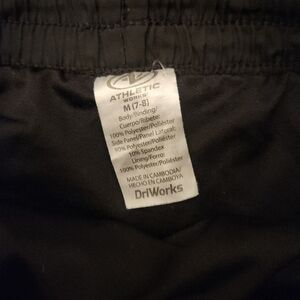 ATHLETIC
WORKS
M (7-8)
Body/Binding/
Cuerpo/Ribete:
100% Polyester/Poliéster
Side Panel/Panel Lateral:
90% Polyester/Poliéster
10% Spandex
Lining/Forro:
100% Polyester/Poliéster
MADE IN CAMBODIA/
HECHO EN CAMBOYA
DriWorks